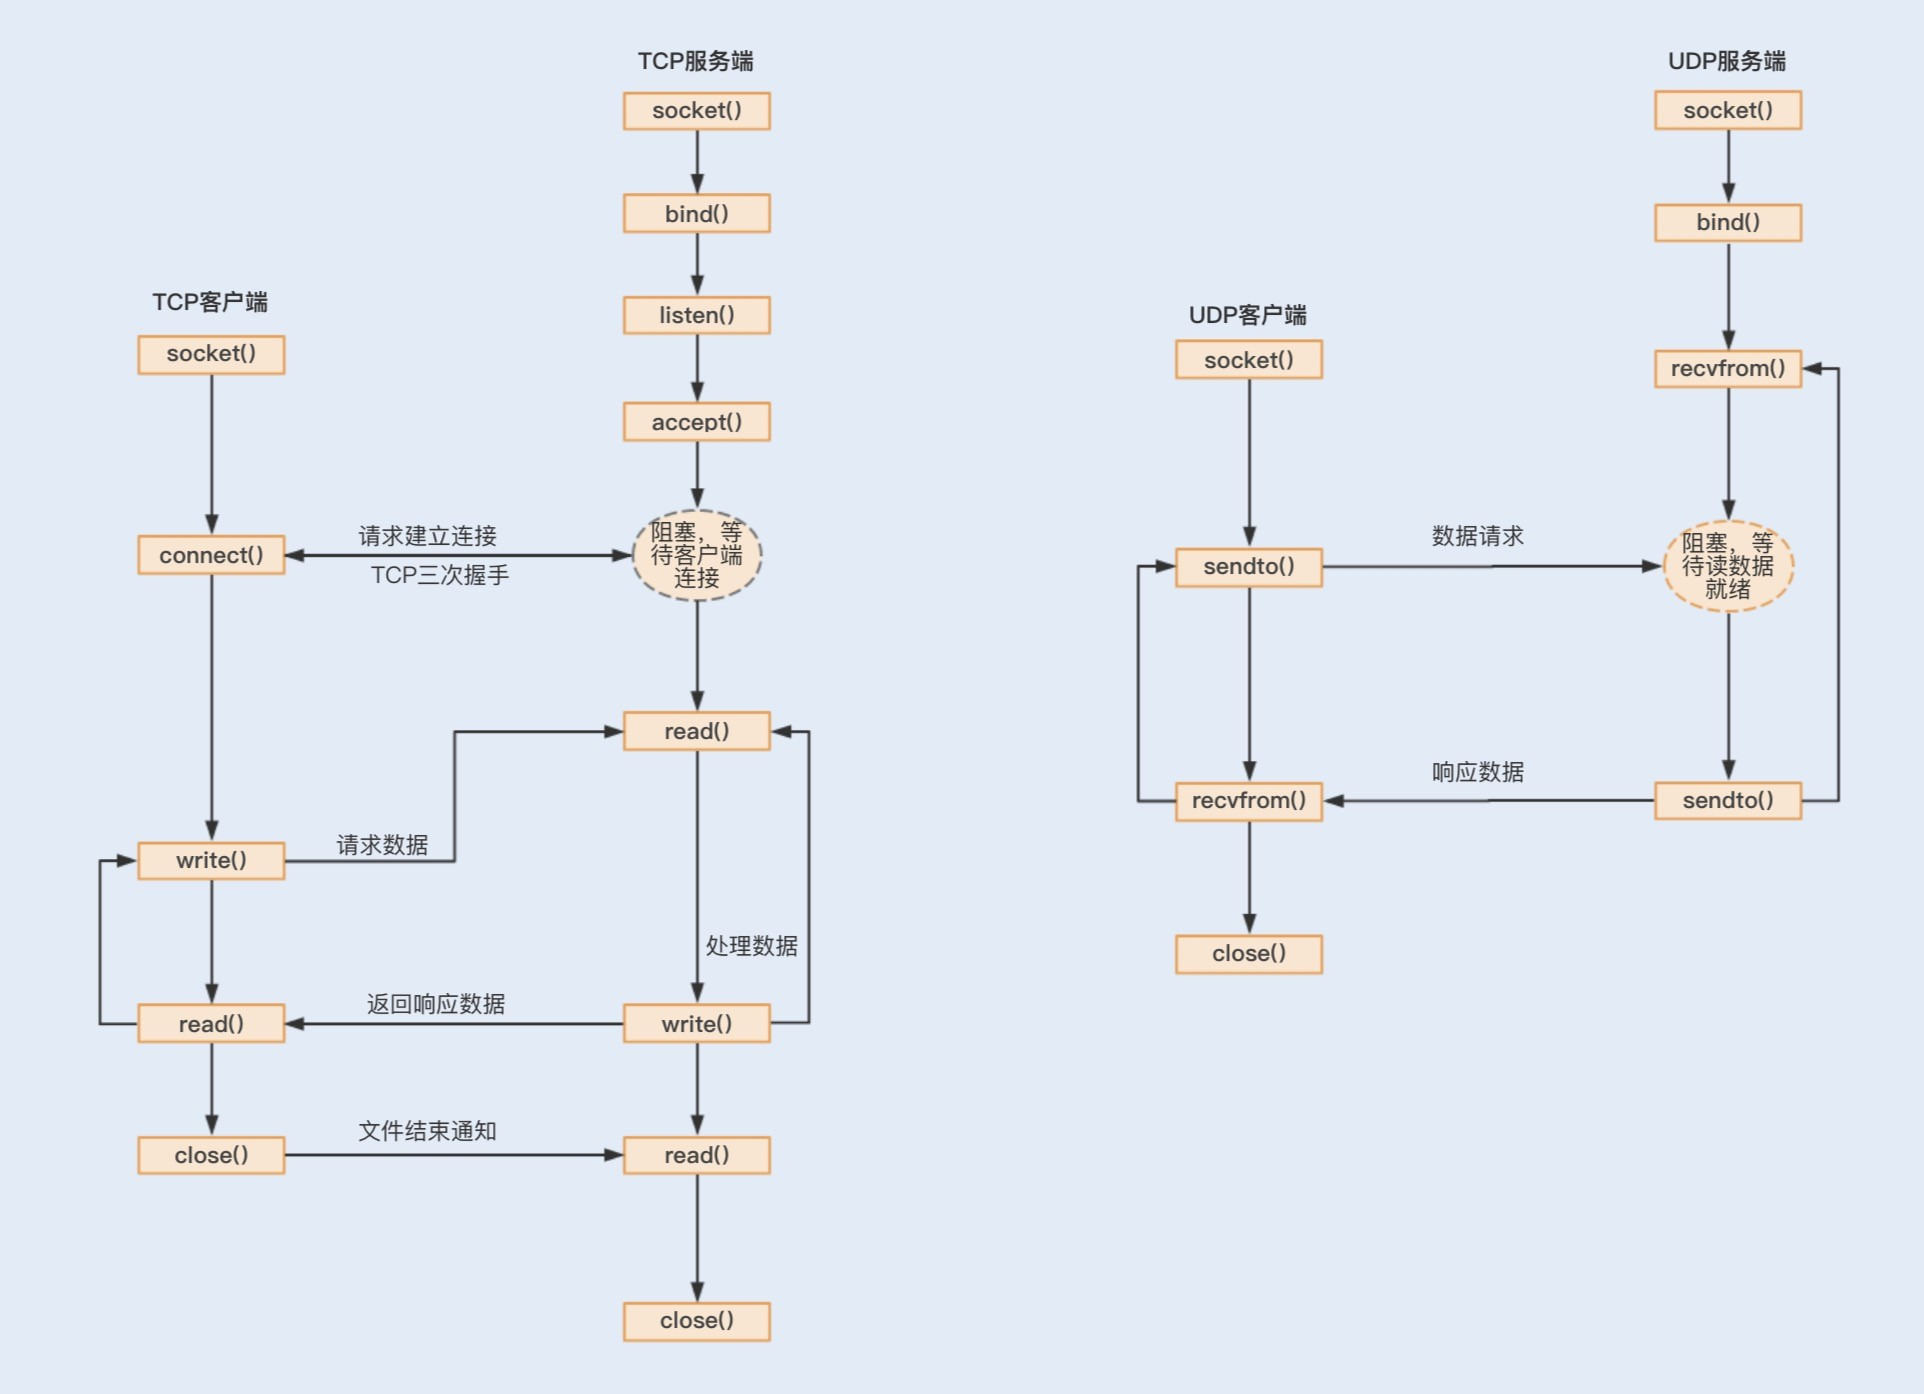 TCP服务端
socket()
bind()
listen()
accept()
阻塞，等
待客户端
连接
read()
处理数据
write()
read()
close()
TCP客户端
socket()
connect()
请求建立连接
TCP三次握手
write()
请求数据
read()
返回响应数据
close()
文件结束通知
UDP服务端
socket()
bind()
recvfrom()
阻塞，等
待读数据
就绪
sendto()
UDP客户端
socket()
sendto()
数据请求
recvfrom()
响应数据
close()